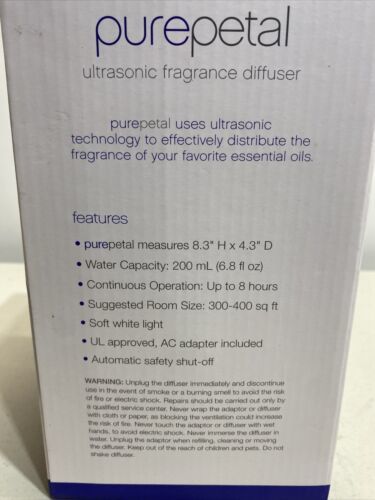 purepetal
ultrasonic fragrance diffuser
purepetal uses ultrasonic
technology to effectively distribute the
fragrance of your favorite essential oils.
features
• purepetal measures 8.3" H x 4.3" D
• Water Capacity: 200 mL (6.8 fl oz)
• Continuous Operation: Up to 8 hours
• Suggested Room Size: 300-400 sq ft
• Soft white light
• UL approved, AC adapter included
• Automatic safety shut-off
WARNING: Unplug the diffuser immediately and discontinue
use in the event of smoke or a burning smell to avoid the risk
of fire or electric shock. Repairs should be carried out only by
a qualified service center. Never wrap the adaptor or diffuser
with cloth or paper, as blocking the ventilation could increase
the risk of fire. Never touch the adaptor or diffuser with wet
hands, to avoid electric shock. Never immerse the diffuser in
water. Unplug the adaptor when refilling, cleaning or moving
the diffuser. Keep out of the reach of children and pets. Do not
shake diffuser.